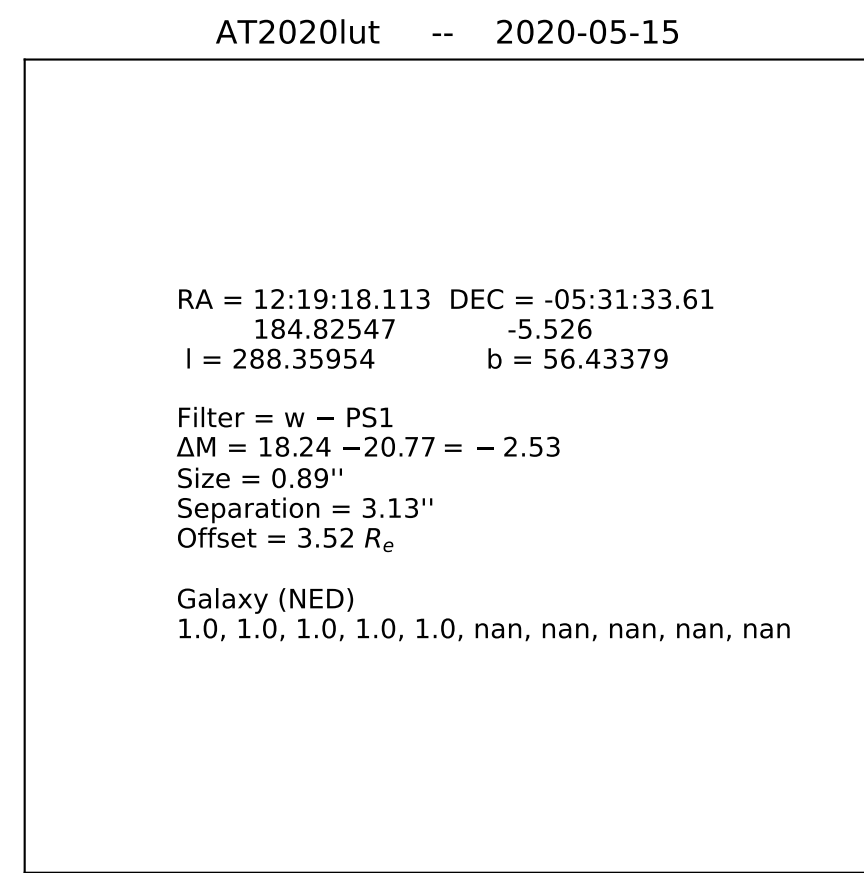 AT2020lut -- 2020-05-15
RA = 12:19:18.113 DEC = -05:31:33.61
184.82547 -5.526
l = 288.35954 b = 56.43379
Filter = w − PS1
ΔM = 18.24 −20.77 = − 2.53
Size = 0.89''
Separation = 3.13''
Offset = 3.52 Rₑ
Galaxy (NED)
1.0, 1.0, 1.0, 1.0, 1.0, nan, nan, nan, nan, nan